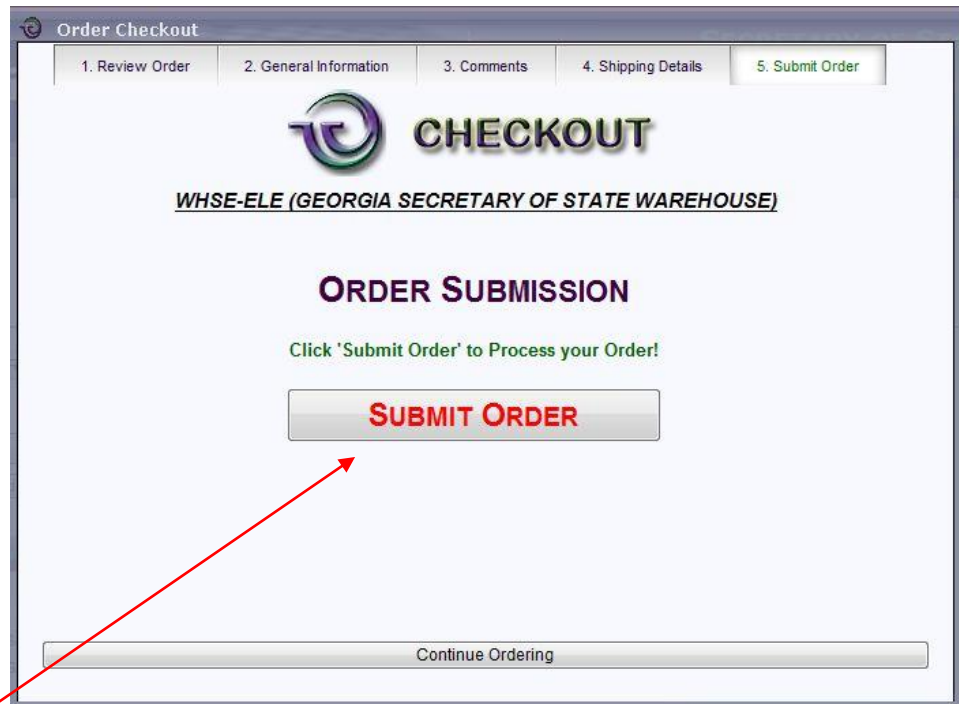 Order Checkout
1. Review Order 2. General Information 3. Comments 4. Shipping Details 5. Submit Order
CHECKOUT
WHSE-ELE (GEORGIA SECRETARY OF STATE WAREHOUSE)
ORDER SUBMISSION
Click 'Submit Order' to Process your Order!
SUBMIT ORDER
Continue Ordering